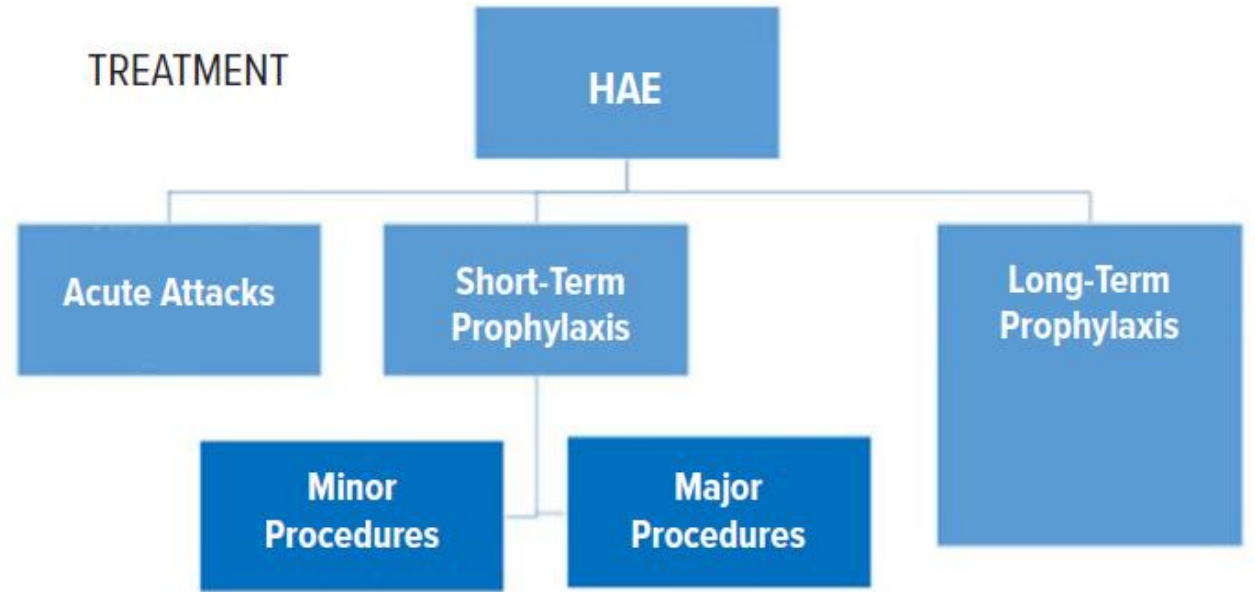 TREATMENT
HAE
Acute Attacks
Short-Term
Prophylaxis
Long-Term
Prophylaxis
Minor
Procedures
Major
Procedures